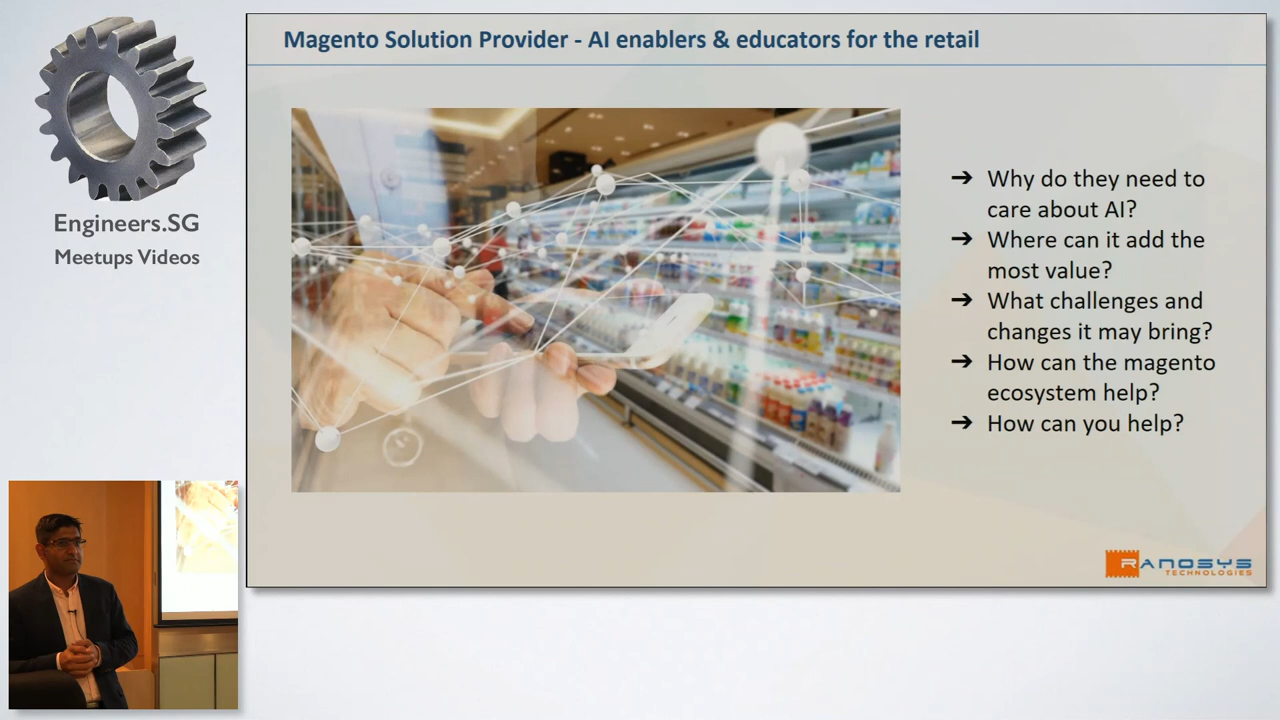 Engineers.SG
Meetups Videos
Magento Solution Provider - AI enablers & educators for the retail
➔ Why do they need to
care about AI?
➔ Where can it add the
most value?
➔ What challenges and
changes it may bring?
➔ How can the magento
ecosystem help?
➔ How can you help?
RANOSYS
TECHNOLOGIES